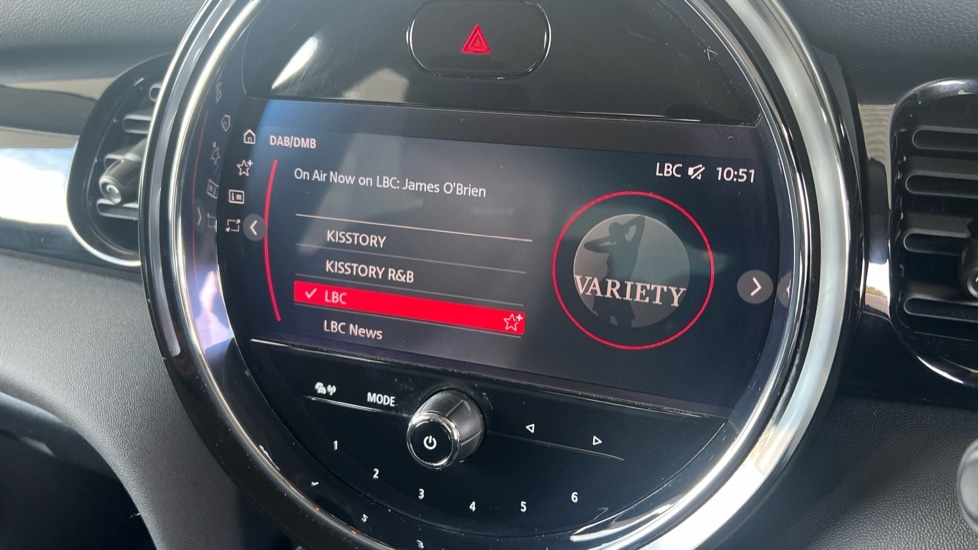 DAB/DMB
LBC 10:51
On Air Now on LBC: James O'Brien
KISSTORY
KISSTORY R&B
LBC
LBC News
VARIETY
MODE
1
2
3
4
5
6